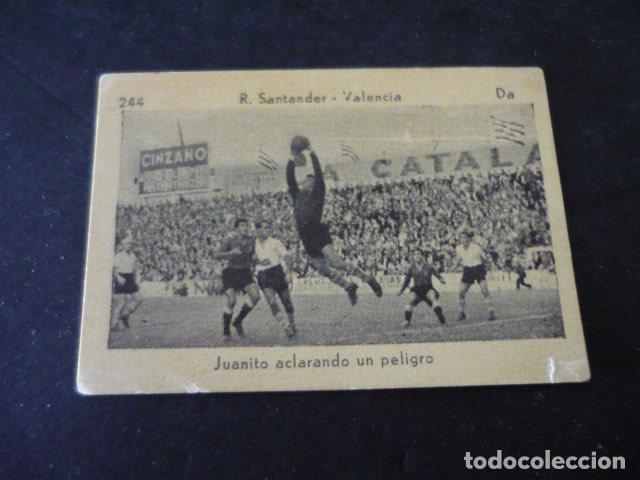 244 R. Santander - Valencia Da
CINZANO
A CATALA
Juanito aclarando un peligro
todocoleccion